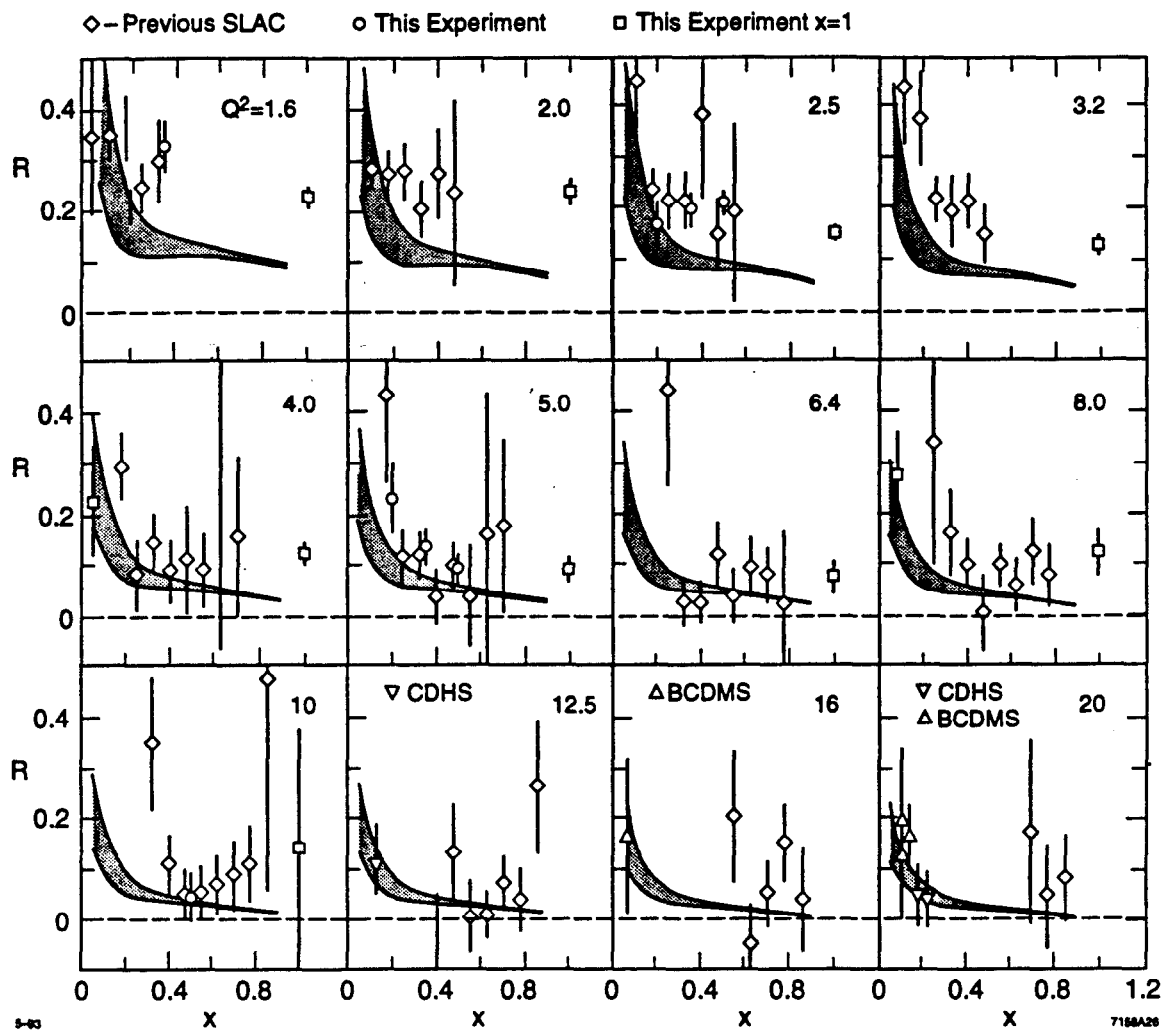 ◇ – Previous SLAC ○ This Experiment □ This Experiment x=1
0.4 Q²=1.6 2.0 2.5 3.2
R
0.2
0
0.4 4.0 5.0 6.4 8.0
R
0.2
0
10 ▽ CDHS 12.5 △ BCDMS 16 ▽ CDHS 20
0.4 △ BCDMS
R
0.2
0
0 0.4 0.8 0 0.4 0.8 0 0.4 0.8 0 0.4 0.8 1.2
X X X X
5–93 7158A26